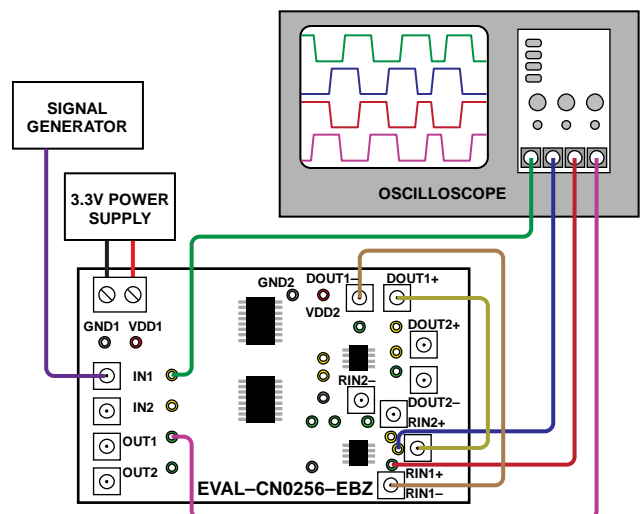 SIGNAL
GENERATOR
3.3V POWER
SUPPLY
OSCILLOSCOPE
GND2
DOUT1–
DOUT1+
VDD2
GND1
VDD1
DOUT2+
IN1
RIN2–
IN2
DOUT2–
RIN2+
OUT1
OUT2
RIN1+
EVAL–CN0256–EBZ
RIN1–